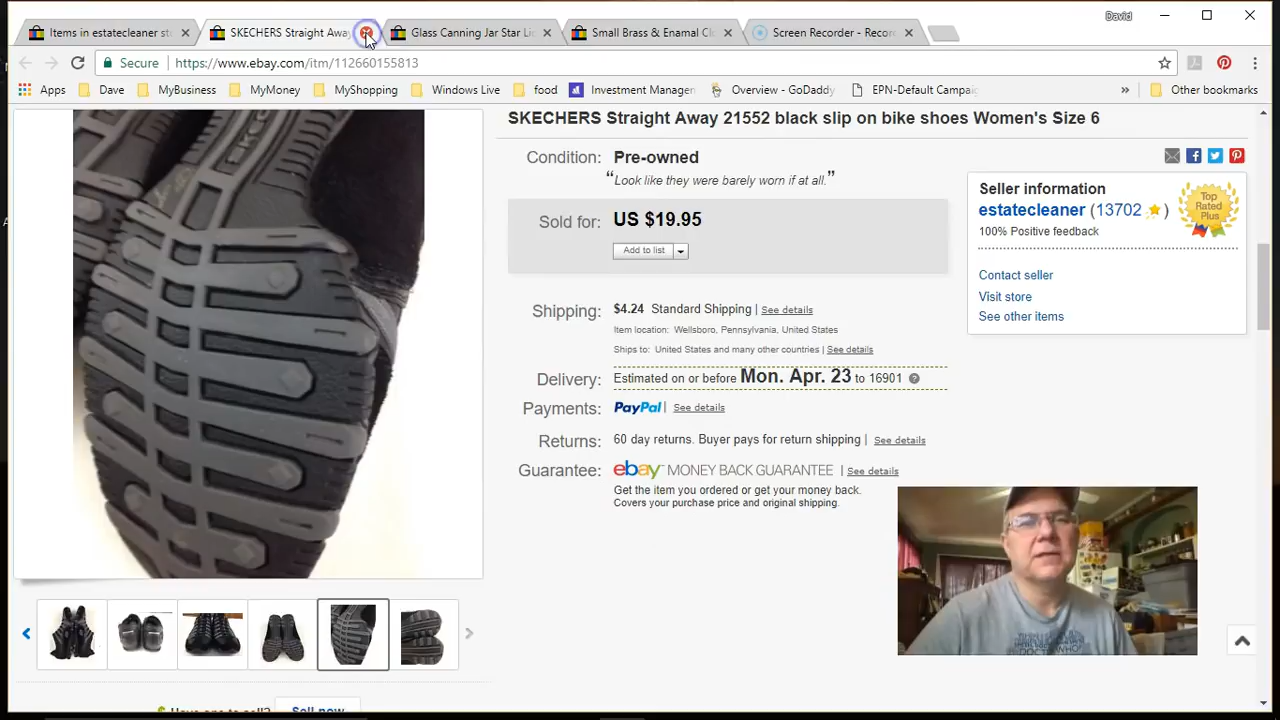 David
Items in estatecleaner st
SKECHERS Straight Away
Glass Canning Jar Star Li
Small Brass & Enamal Cl
Screen Recorder - Reco
Secure
https://www.ebay.com/itm/112660155813
Apps
Dave
MyBusiness
MyMoney
MyShopping
Windows Live
food
Investment Manager
Overview - GoDaddy
EPN-Default Campai
»
Other bookmarks
SKECHERS Straight Away 21552 black slip on bike shoes Women's Size 6
Condition: Pre-owned
“Look like they were barely worn if at all.”
Sold for: US $19.95
Add to list
Shipping: $4.24 Standard Shipping | See details
Item location: Wellsboro, Pennsylvania, United States
Ships to: United States and many other countries | See details
Delivery: Estimated on or before Mon. Apr. 23 to 16901
Payments: PayPal | See details
Returns: 60 day returns. Buyer pays for return shipping | See details
Guarantee: ebay MONEY BACK GUARANTEE | See details
Get the item you ordered or get your money back.
Covers your purchase price and original shipping.
Seller information
estatecleaner (13702)
100% Positive feedback
Top
Rated
Plus
Contact seller
Visit store
See other items
Have one to sell? Sell now